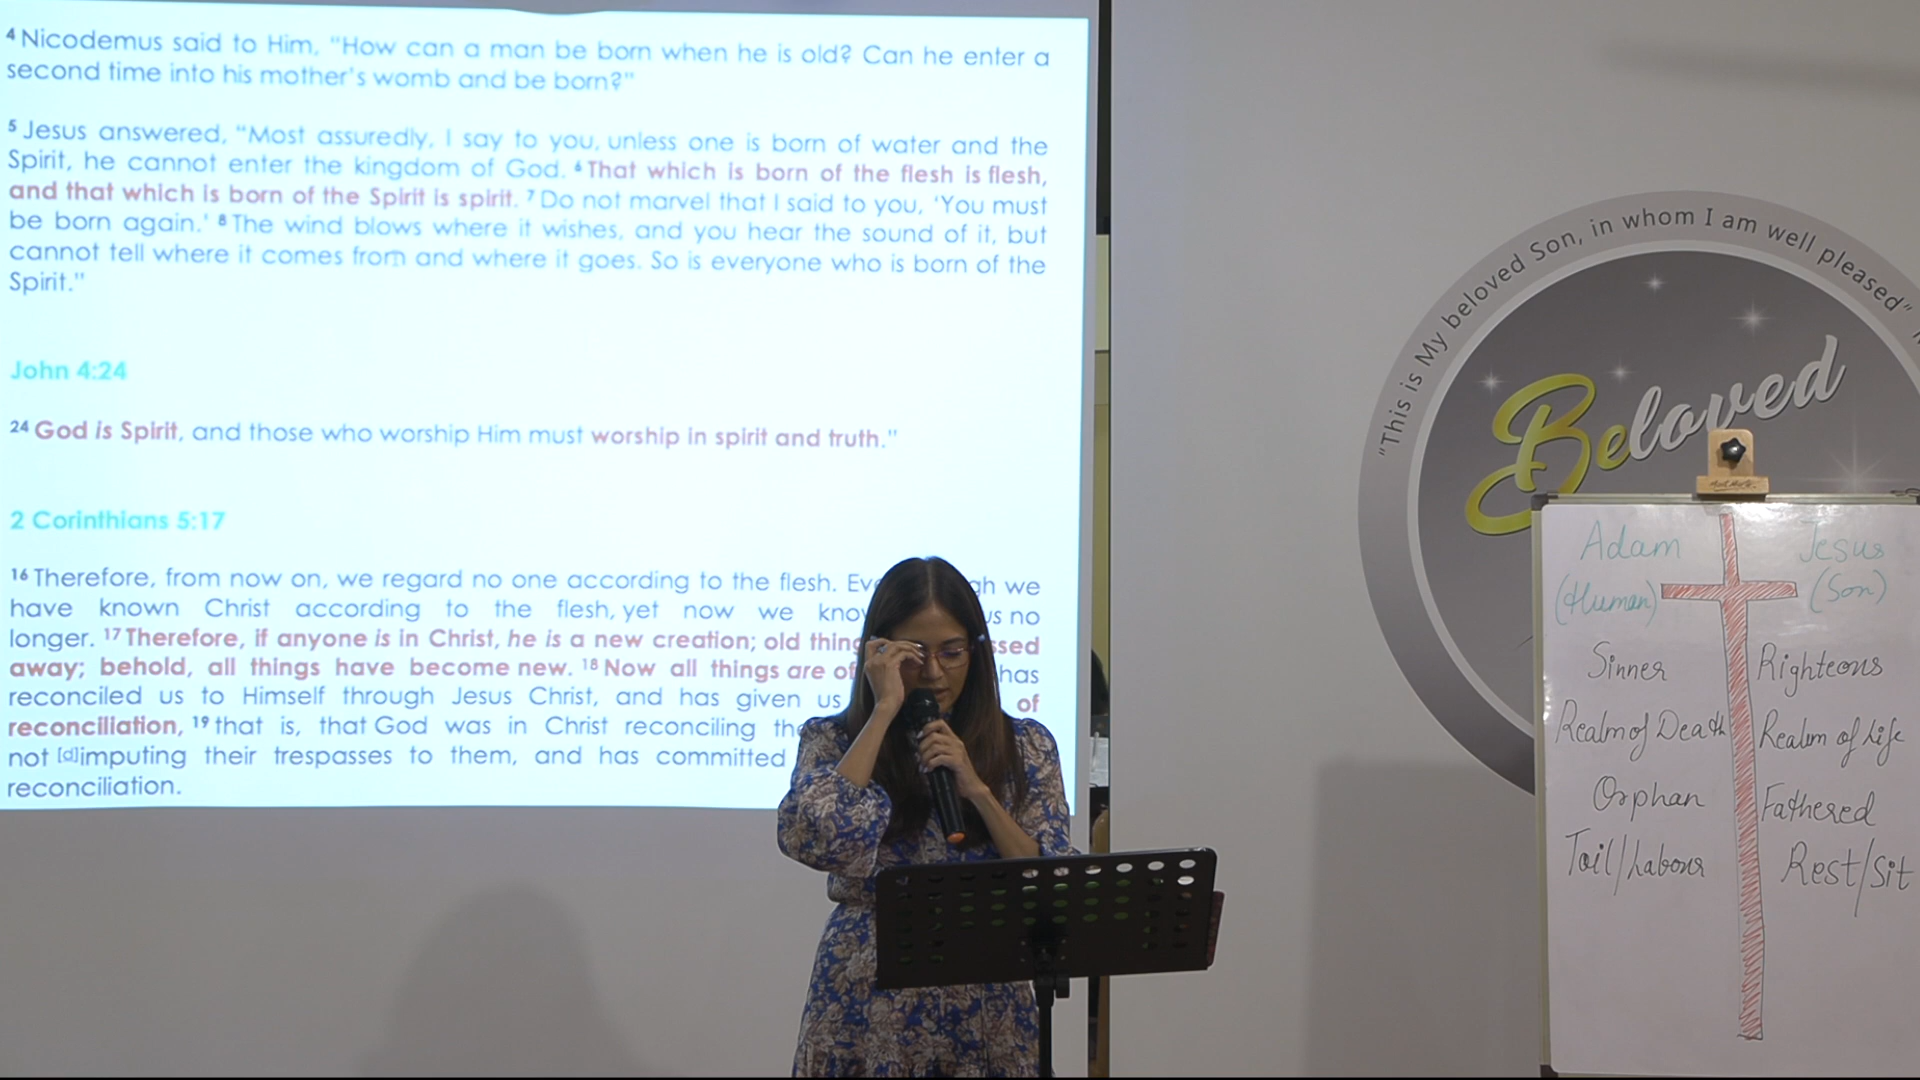 4 Nicodemus said to Him, "How can a man be born when he is old? Can he enter a
second time into his mother's womb and be born?"
5 Jesus answered, "Most assuredly, I say to you, unless one is born of water and the
Spirit, he cannot enter the kingdom of God. 6 That which is born of the flesh is flesh,
and that which is born of the Spirit is spirit. 7 Do not marvel that I said to you, 'You must
be born again.' 8 The wind blows where it wishes, and you hear the sound of it, but
cannot tell where it comes from and where it goes. So is everyone who is born of the
Spirit."
John 4:24
24 God is Spirit, and those who worship Him must worship in spirit and truth."
2 Corinthians 5:17
16 Therefore, from now on, we regard no one according to the flesh. we
have known Christ according to the flesh, yet now we no
longer. 17 Therefore, if anyone is in Christ, he is a new creation; old
away; behold, all things have become new. 18 Now all things are of has
reconciled us to Himself through Jesus Christ, and has given us of
reconciliation, 19 that is, that God was in Christ reconciling
not [d]imputing their trespasses to them, and has committed
reconciliation.
"This is My beloved Son, in whom I am well pleased"
Beloved
Adam Jesus
(Human) (Son)
Sinner Righteous
Realm of Death Realm of Life
Orphan Fathered
Toil/Labour Rest/Sit